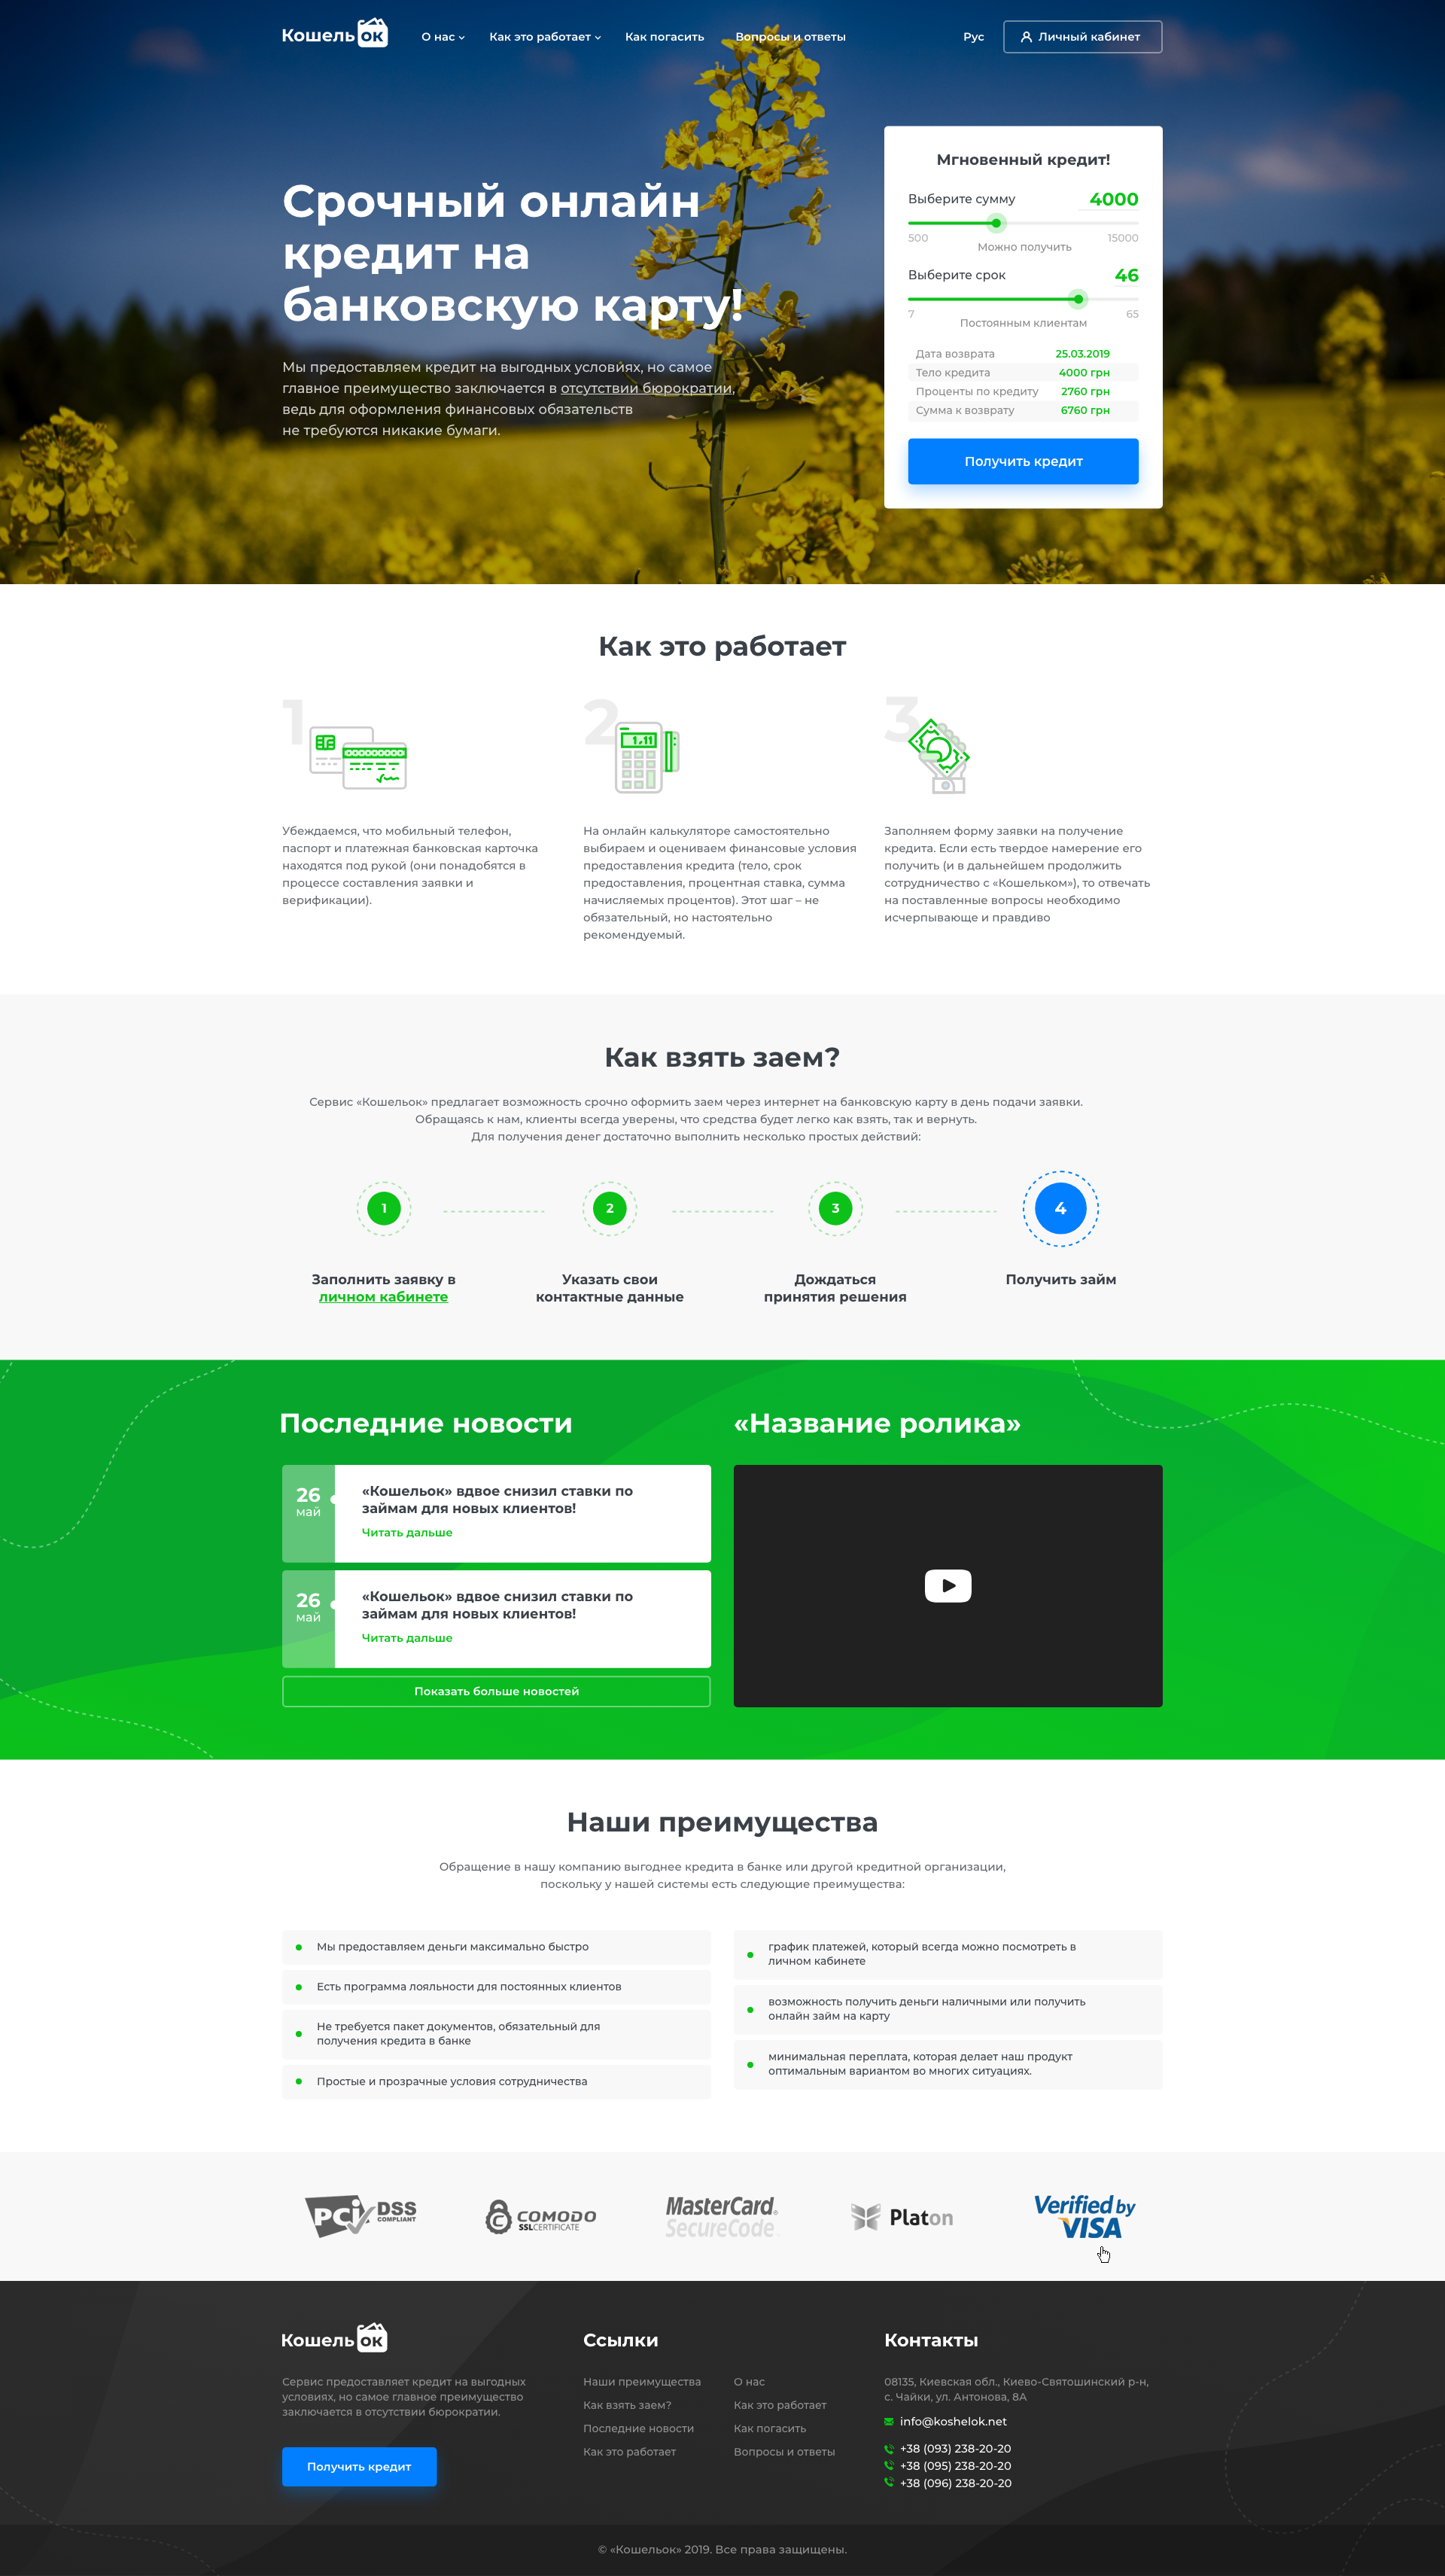 Кошельок
О нас
Как это работает
Как погасить
Вопросы и ответы
Рус
Личный кабинет
Срочный онлайн
кредит на
банковскую карту!
Мы предоставляем кредит на выгодных условиях, но самое
главное преимущество заключается в отсутствии бюрократии,
ведь для оформления финансовых обязательств
не требуются никакие бумаги.
Мгновенный кредит!
Выберите сумму 4000
500 15000
Можно получить
Выберите срок 46
7 65
Постоянным клиентам
Дата возврата 25.03.2019
Тело кредита 4000 грн
Проценты по кредиту 2760 грн
Сумма к возврату 6760 грн
Получить кредит
Как это работает
1
Убеждаемся, что мобильный телефон,
паспорт и платежная банковская карточка
находятся под рукой (они понадобятся в
процессе составления заявки и
верификации).
2
1,11
На онлайн калькуляторе самостоятельно
выбираем и оцениваем финансовые условия
предоставления кредита (тело, срок
предоставления, процентная ставка, сумма
начисляемых процентов). Этот шаг – не
обязательный, но настоятельно
рекомендуемый.
3
Заполняем форму заявки на получение
кредита. Если есть твердое намерение его
получить (и в дальнейшем продолжить
сотрудничество с «Кошельком»), то отвечать
на поставленные вопросы необходимо
исчерпывающе и правдиво
Как взять заем?
Сервис «Кошельок» предлагает возможность срочно оформить заем через интернет на банковскую карту в день подачи заявки.
Обращаясь к нам, клиенты всегда уверены, что средства будет легко как взять, так и вернуть.
Для получения денег достаточно выполнить несколько простых действий:
1
Заполнить заявку в
личном кабинете
2
Указать свои
контактные данные
3
Дождаться
принятия решения
4
Получить займ
Последние новости
26
май
«Кошельок» вдвое снизил ставки по
займам для новых клиентов!
Читать дальше
26
май
«Кошельок» вдвое снизил ставки по
займам для новых клиентов!
Читать дальше
Показать больше новостей
«Название ролика»
Наши преимущества
Обращение в нашу компанию выгоднее кредита в банке или другой кредитной организации,
поскольку у нашей системы есть следующие преимущества:
Мы предоставляем деньги максимально быстро
Есть программа лояльности для постоянных клиентов
Не требуется пакет документов, обязательный для
получения кредита в банке
Простые и прозрачные условия сотрудничества
график платежей, который всегда можно посмотреть в
личном кабинете
возможность получить деньги наличными или получить
онлайн займ на карту
минимальная переплата, которая делает наш продукт
оптимальным вариантом во многих ситуациях.
PCI DSS
COMPLIANT
COMODO
SSL CERTIFICATE
MasterCard
SecureCode
Platon
Verified by
VISA
Кошельок
Сервис предоставляет кредит на выгодных
условиях, но самое главное преимущество
заключается в отсутствии бюрократии.
Получить кредит
Ссылки
Наши преимущества
Как взять заем?
Последние новости
Как это работает
О нас
Как это работает
Как погасить
Вопросы и ответы
Контакты
08135, Киевская обл., Киево-Святошинский р-н,
с. Чайки, ул. Антонова, 8А
info@koshelok.net
+38 (093) 238-20-20
+38 (095) 238-20-20
+38 (096) 238-20-20
© «Кошельок» 2019. Все права защищены.